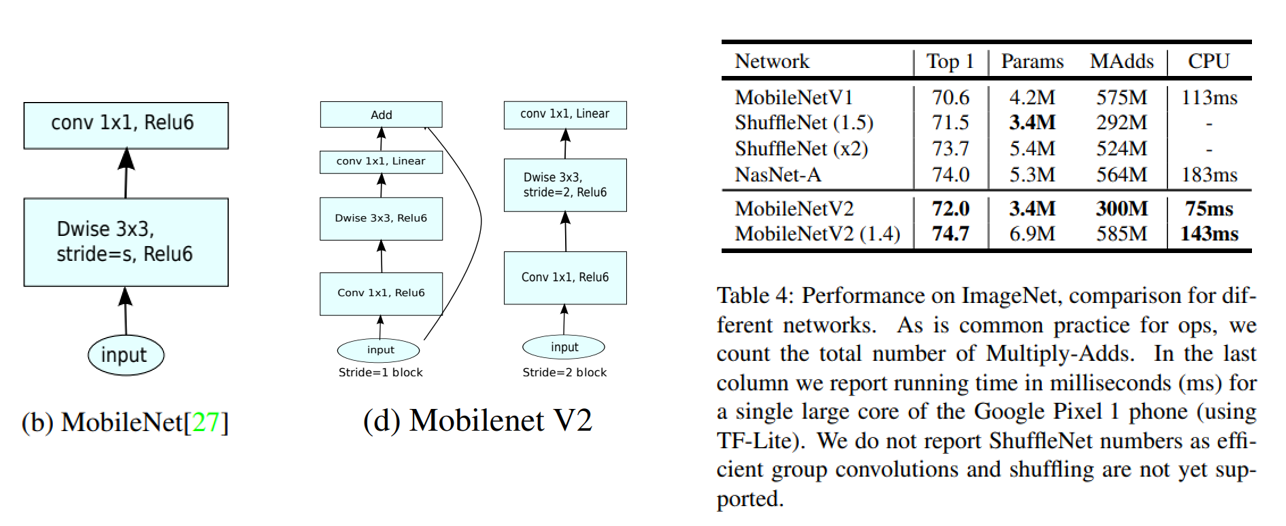 conv 1x1, Relu6
Dwise 3x3,
stride=s, Relu6
input
(b) MobileNet[27]
Add
conv 1x1, Linear
Dwise 3x3, Relu6
Conv 1x1, Relu6
input
Stride=1 block
conv 1x1, Linear
Dwise 3x3,
stride=2, Relu6
Conv 1x1, Relu6
input
Stride=2 block
(d) Mobilenet V2
Network Top 1 Params MAdds CPU
MobileNetV1 70.6 4.2M 575M 113ms
ShuffleNet (1.5) 71.5 3.4M 292M -
ShuffleNet (x2) 73.7 5.4M 524M -
NasNet-A 74.0 5.3M 564M 183ms
MobileNetV2 72.0 3.4M 300M 75ms
MobileNetV2 (1.4) 74.7 6.9M 585M 143ms
Table 4: Performance on ImageNet, comparison for dif-
ferent networks. As is common practice for ops, we
count the total number of Multiply-Adds. In the last
column we report running time in milliseconds (ms) for
a single large core of the Google Pixel 1 phone (using
TF-Lite). We do not report ShuffleNet numbers as effi-
cient group convolutions and shuffling are not yet sup-
ported.